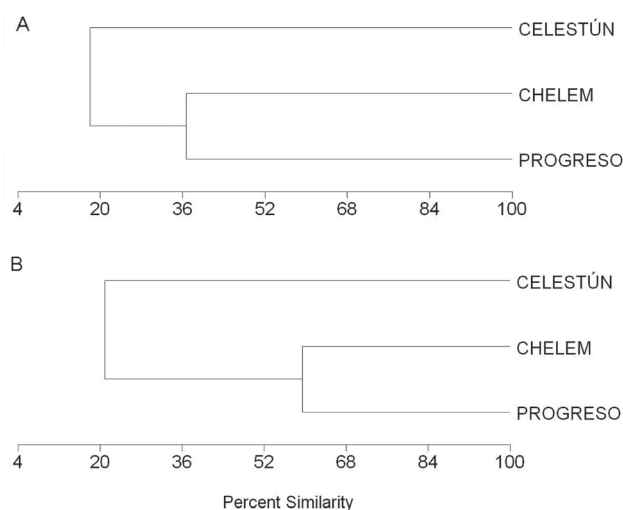 A
CELESTÚN
CHELEM
PROGRESO
4 20 36 52 68 84 100
B
CELESTÚN
CHELEM
PROGRESO
4 20 36 52 68 84 100
Percent Similarity